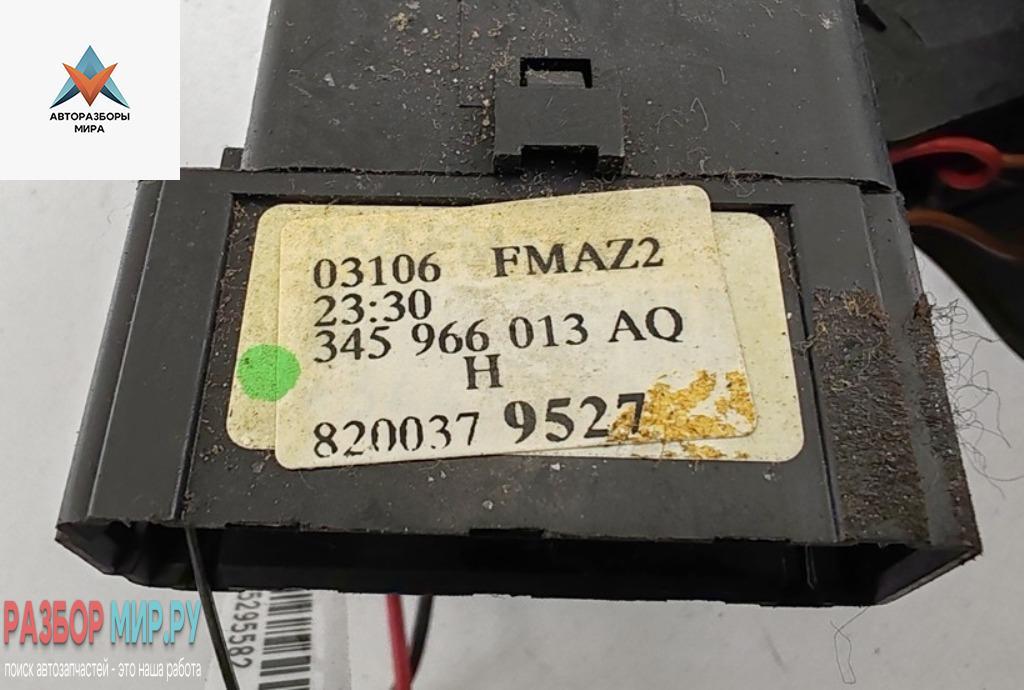 АВТОРАЗБОРЫ
МИРА
03106 FMAZ2
23:30
345 966 013 AQ
H
820037 9527
5295582
РАЗБОР МИР.РУ
поиск автозапчастей - это наша работа